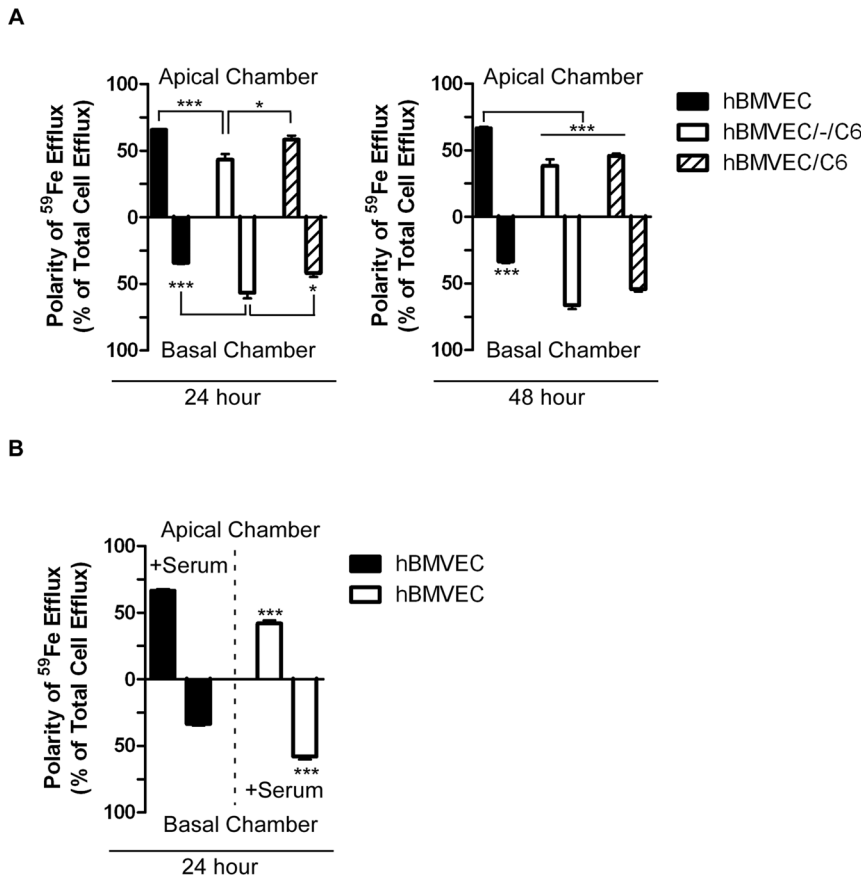 A
Apical Chamber
Apical Chamber
Polarity of ⁵⁹Fe Efflux
(% of Total Cell Efflux)
100
50
0
50
100
***
*
***
*
Basal Chamber
24 hour
Polarity of ⁵⁹Fe Efflux
(% of Total Cell Efflux)
100
50
0
50
100
***
***
Basal Chamber
48 hour
hBMVEC
hBMVEC/-/C6
hBMVEC/C6
B
Apical Chamber
Polarity of ⁵⁹Fe Efflux
(% of Total Cell Efflux)
100
50
0
50
100
+Serum
***
***
+Serum
Basal Chamber
24 hour
hBMVEC
hBMVEC